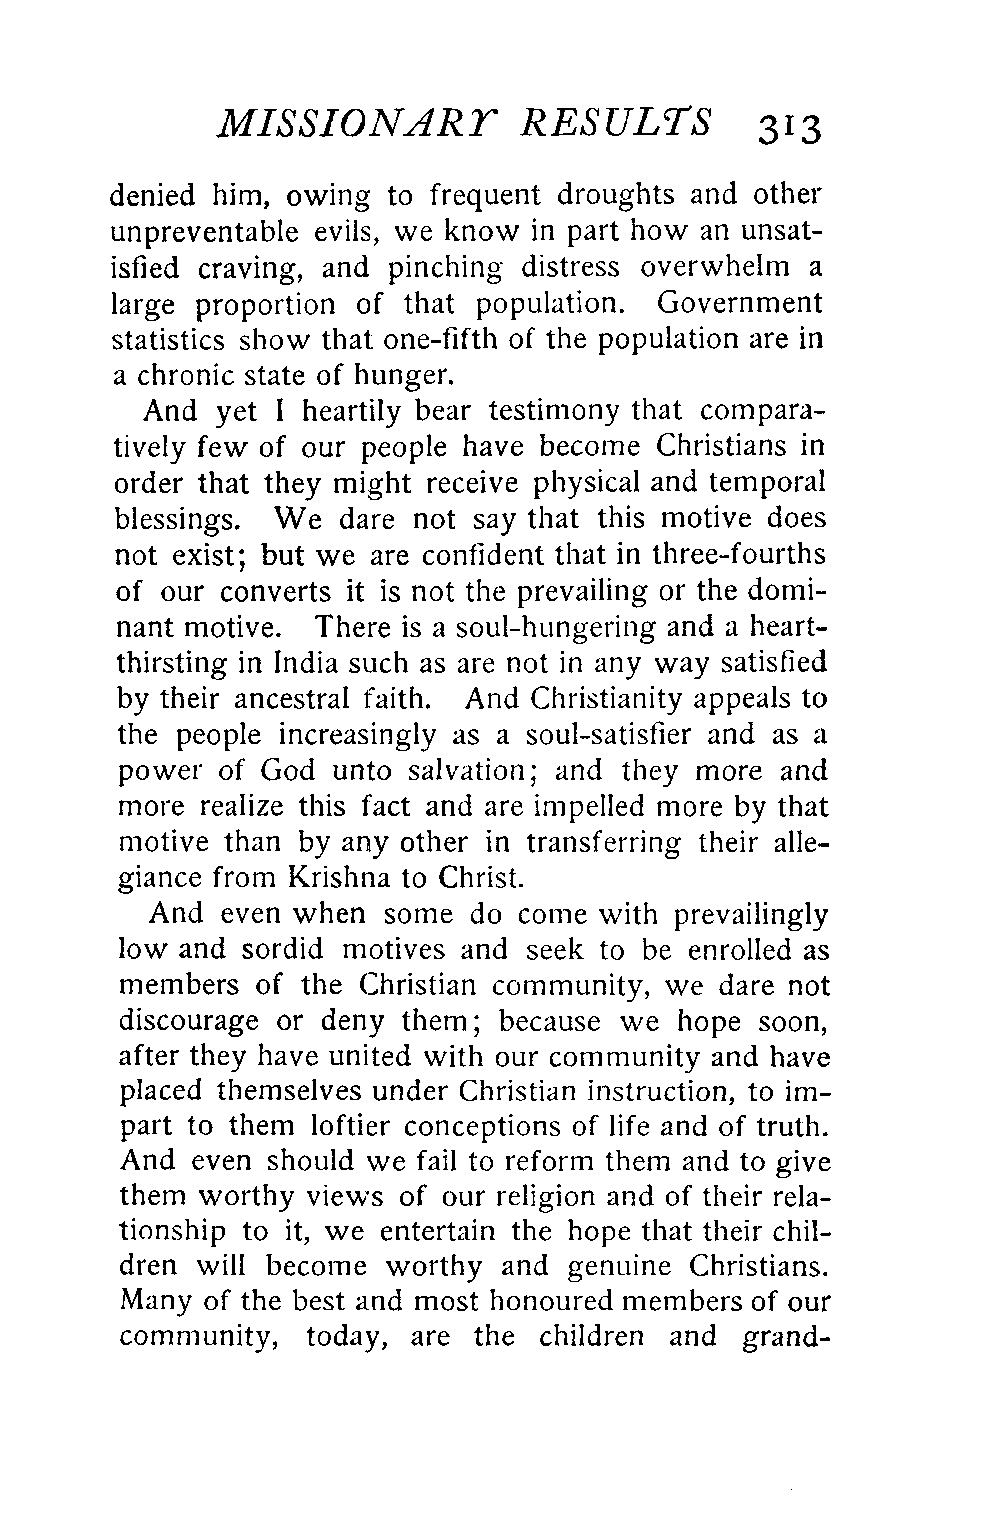 MISSIONARY RESULTS 313
denied him, owing to frequent droughts and other
unpreventable evils, we know in part how an unsat-
isfied craving, and pinching distress overwhelm a
large proportion of that population. Government
statistics show that one-fifth of the population are in
a chronic state of hunger.
And yet I heartily bear testimony that compara-
tively few of our people have become Christians in
order that they might receive physical and temporal
blessings. We dare not say that this motive does
not exist; but we are confident that in three-fourths
of our converts it is not the prevailing or the domi-
nant motive. There is a soul-hungering and a heart-
thirsting in India such as are not in any way satisfied
by their ancestral faith. And Christianity appeals to
the people increasingly as a soul-satisfier and as a
power of God unto salvation; and they more and
more realize this fact and are impelled more by that
motive than by any other in transferring their alle-
giance from Krishna to Christ.
And even when some do come with prevailingly
low and sordid motives and seek to be enrolled as
members of the Christian community, we dare not
discourage or deny them; because we hope soon,
after they have united with our community and have
placed themselves under Christian instruction, to im-
part to them loftier conceptions of life and of truth.
And even should we fail to reform them and to give
them worthy views of our religion and of their rela-
tionship to it, we entertain the hope that their chil-
dren will become worthy and genuine Christians.
Many of the best and most honoured members of our
community, today, are the children and grand-